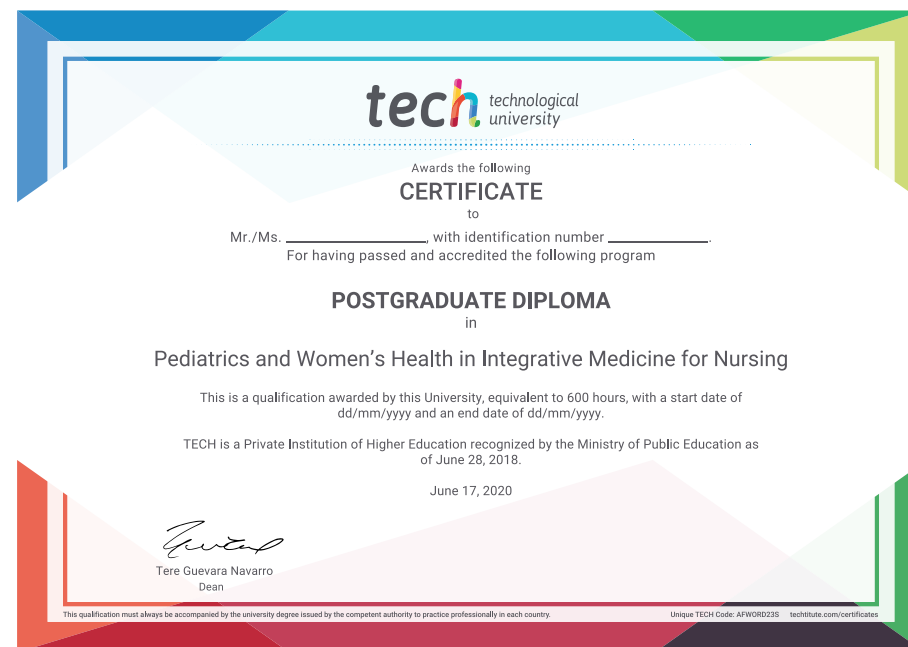 tech technological
university
Awards the following
CERTIFICATE
to
Mr./Ms. ____________________, with identification number ______________.
For having passed and accredited the following program
POSTGRADUATE DIPLOMA
in
Pediatrics and Women's Health in Integrative Medicine for Nursing
This is a qualification awarded by this University, equivalent to 600 hours, with a start date of
dd/mm/yyyy and an end date of dd/mm/yyyy.
TECH is a Private Institution of Higher Education recognized by the Ministry of Public Education as
of June 28, 2018.
June 17, 2020
Tere Guevara Navarro
Dean
This qualification must always be accompanied by the university degree issued by the competent authority to practice professionally in each country. Unique TECH Code: AFWORD23S techtitute.com/certificates